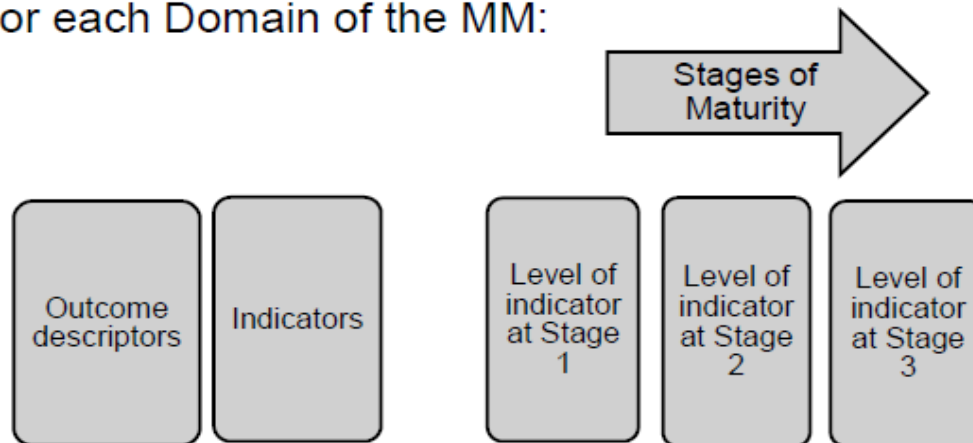 or each Domain of the MM:
Stages of
Maturity
Outcome
descriptors
Indicators
Level of
indicator
at Stage
1
Level of
indicator
at Stage
2
Level of
indicator
at Stage
3